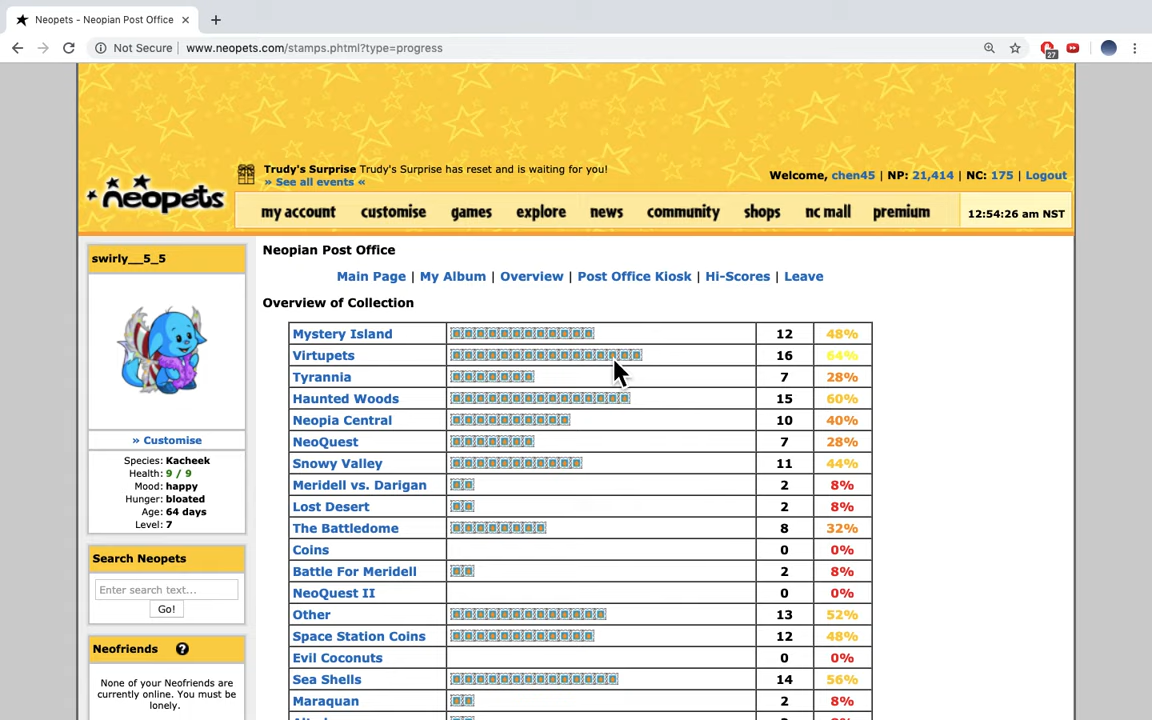 Neopets - Neopian Post Office
Not Secure www.neopets.com/stamps.phtml?type=progress
27
Trudy's Surprise Trudy's Surprise has reset and is waiting for you!
» See all events «
Welcome, chen45 | NP: 21,414 | NC: 175 | Logout
neopets
my account customise games explore news community shops nc mall premium 12:54:26 am NST
swirly__5_5
» Customise
Species: Kacheek
Health: 9 / 9
Mood: happy
Hunger: bloated
Age: 64 days
Level: 7
Search Neopets
Enter search text...
Go!
Neofriends ?
None of your Neofriends are
currently online. You must be
lonely.
Neopian Post Office
Main Page | My Album | Overview | Post Office Kiosk | Hi-Scores | Leave
Overview of Collection
Mystery Island 12 48%
Virtupets 16 64%
Tyrannia 7 28%
Haunted Woods 15 60%
Neopia Central 10 40%
NeoQuest 7 28%
Snowy Valley 11 44%
Meridell vs. Darigan 2 8%
Lost Desert 2 8%
The Battledome 8 32%
Coins 0 0%
Battle For Meridell 2 8%
NeoQuest II 0 0%
Other 13 52%
Space Station Coins 12 48%
Evil Coconuts 0 0%
Sea Shells 14 56%
Maraquan 2 8%